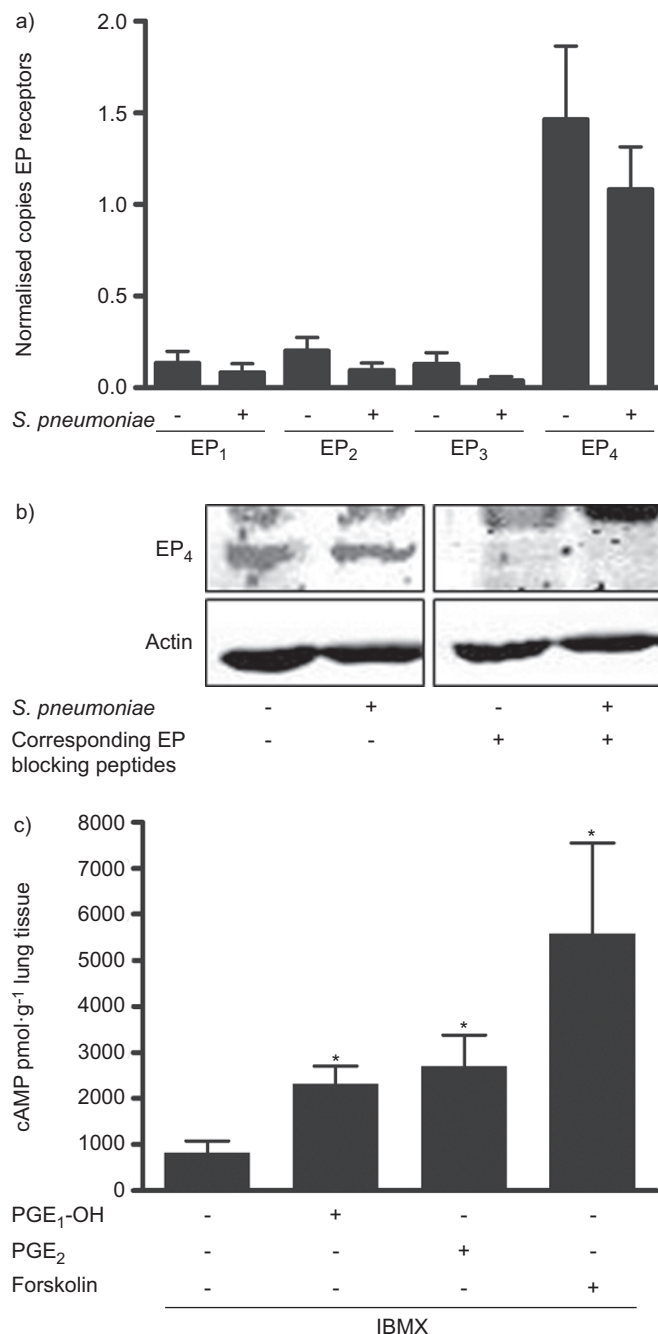 a)
Normalised copies EP receptors
2.0
1.5
1.0
0.5
0.0
S. pneumoniae - + - + - + - +
EP₁ EP₂ EP₃ EP₄
b)
EP₄
Actin
S. pneumoniae - + - +
Corresponding EP - - + +
blocking peptides
c)
cAMP pmol·g⁻¹ lung tissue
8000
7000
6000
5000
4000
3000
2000
1000
0
* * *
PGE₁-OH - + - -
PGE₂ - - + -
Forskolin - - - +
IBMX